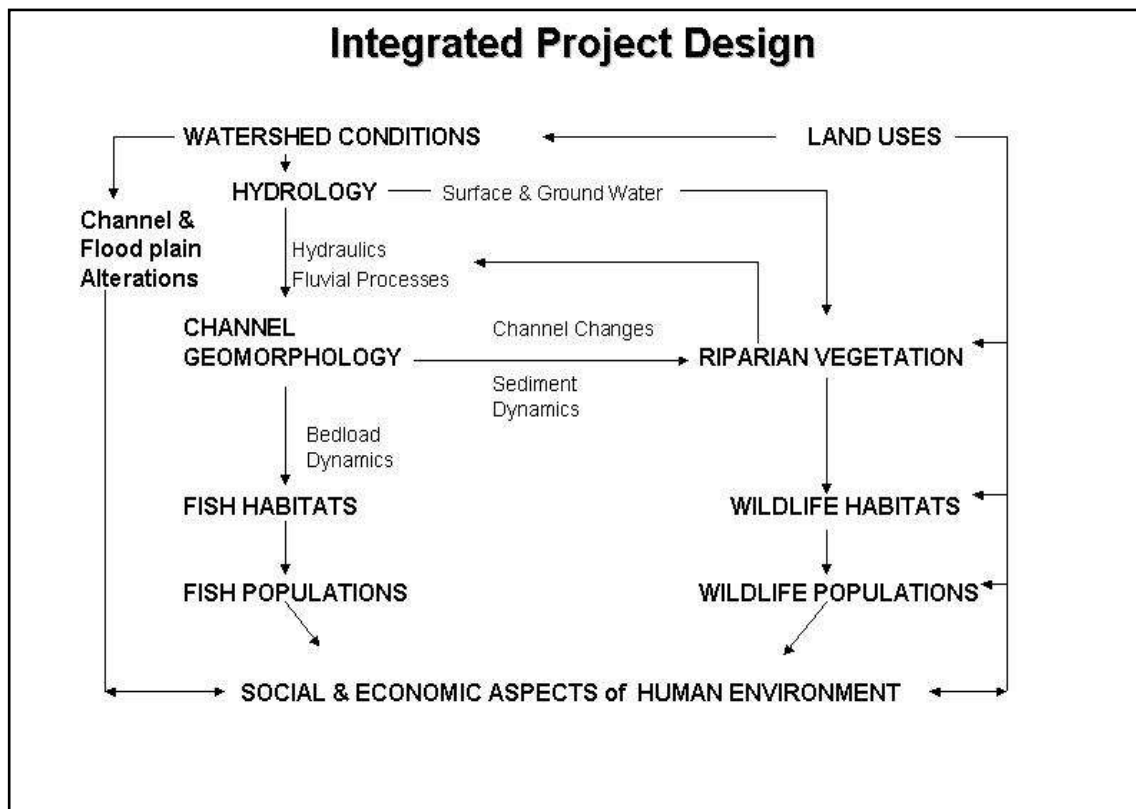 Integrated Project Design
WATERSHED CONDITIONS
LAND USES
HYDROLOGY
Surface & Ground Water
Channel &
Flood plain
Alterations
Hydraulics
Fluvial Processes
CHANNEL
GEOMORPHOLOGY
Channel Changes
Sediment
Dynamics
RIPARIAN VEGETATION
Bedload
Dynamics
FISH HABITATS
WILDLIFE HABITATS
FISH POPULATIONS
WILDLIFE POPULATIONS
SOCIAL & ECONOMIC ASPECTS of HUMAN ENVIRONMENT